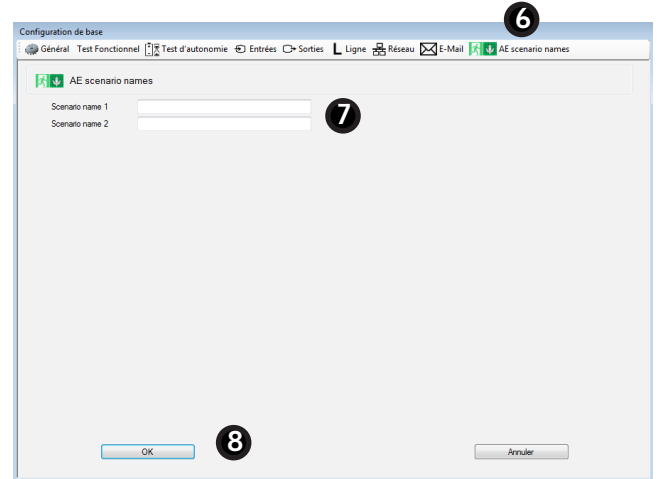 6
Configuration de base
Général Test Fonctionnel Test d'autonomie Entrées Sorties L Ligne Réseau E-Mail AE scenario names
AE scenario names
Scenario name 1
7
Scenario name 2
OK
8
Annuler